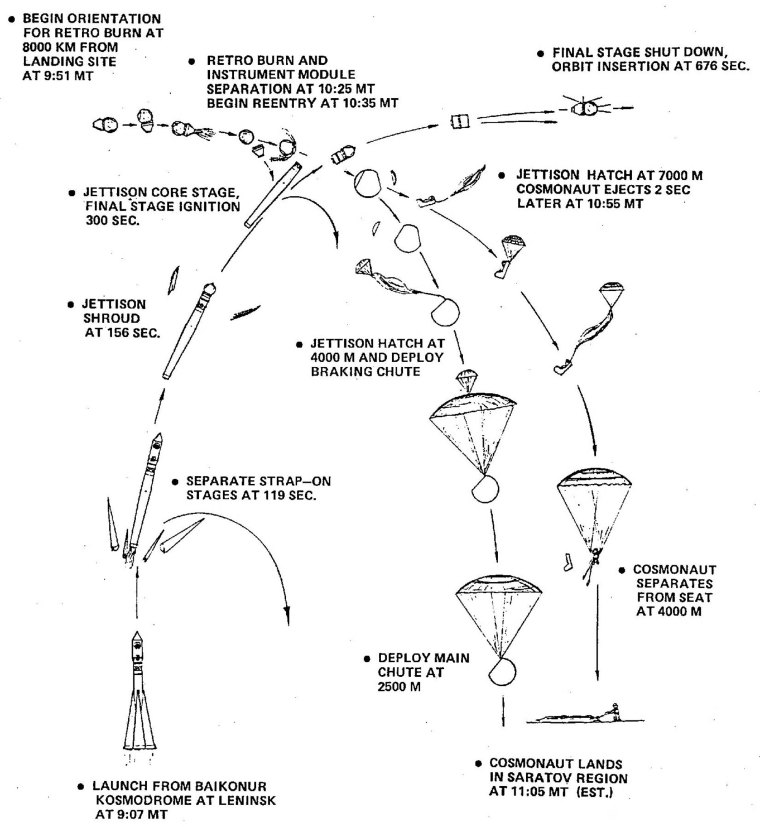 • BEGIN ORIENTATION
FOR RETRO BURN AT
8000 KM FROM
LANDING SITE
AT 9:51 MT
• RETRO BURN AND
INSTRUMENT MODULE
SEPARATION AT 10:25 MT
BEGIN REENTRY AT 10:35 MT
• FINAL STAGE SHUT DOWN,
ORBIT INSERTION AT 676 SEC.
• JETTISON CORE STAGE,
FINAL STAGE IGNITION
300 SEC.
• JETTISON HATCH AT 7000 M
COSMONAUT EJECTS 2 SEC
LATER AT 10:55 MT
• JETTISON
SHROUD
AT 156 SEC.
• JETTISON HATCH AT
4000 M AND DEPLOY
BRAKING CHUTE
• SEPARATE STRAP–ON
STAGES AT 119 SEC.
• COSMONAUT
SEPARATES
FROM SEAT
AT 4000 M
• DEPLOY MAIN
CHUTE AT
2500 M
• COSMONAUT LANDS
IN SARATOV REGION
AT 11:05 MT (EST.)
• LAUNCH FROM BAIKONUR
KOSMODROME AT LENINSK
AT 9:07 MT